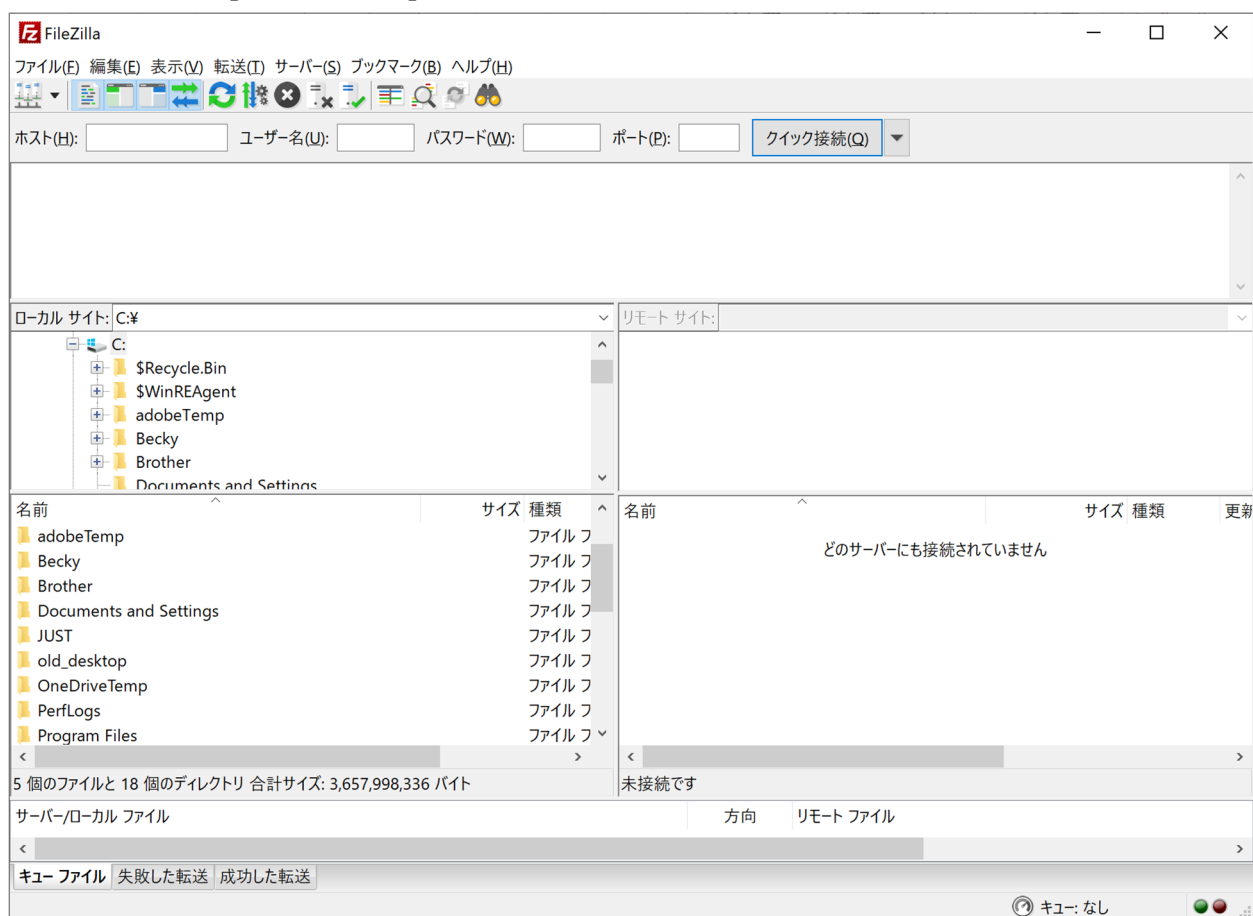 FileZilla
ファイル(F) 編集(E) 表示(V) 転送(T) サーバー(S) ブックマーク(B) ヘルプ(H)
ホスト(H): ユーザー名(U): パスワード(W): ポート(P): クイック接続(Q)
ローカル サイト: C:¥
リモート サイト:
C:
$Recycle.Bin
$WinREAgent
adobeTemp
Becky
Brother
Documents and Settings
名前 サイズ 種類
adobeTemp ファイル フ
Becky ファイル フ
Brother ファイル フ
Documents and Settings ファイル フ
JUST ファイル フ
old_desktop ファイル フ
OneDriveTemp ファイル フ
PerfLogs ファイル フ
Program Files ファイル フ
5 個のファイルと 18 個のディレクトリ 合計サイズ: 3,657,998,336 バイト
名前 サイズ 種類 更新
どのサーバーにも接続されていません
未接続です
サーバー/ローカル ファイル 方向 リモート ファイル
キュー ファイル 失敗した転送 成功した転送
キュー: なし